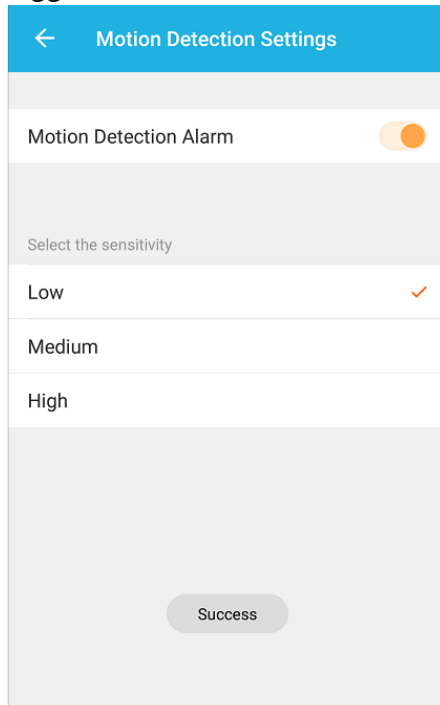 Motion Detection Settings
Motion Detection Alarm
Select the sensitivity
Low
Medium
High
Success